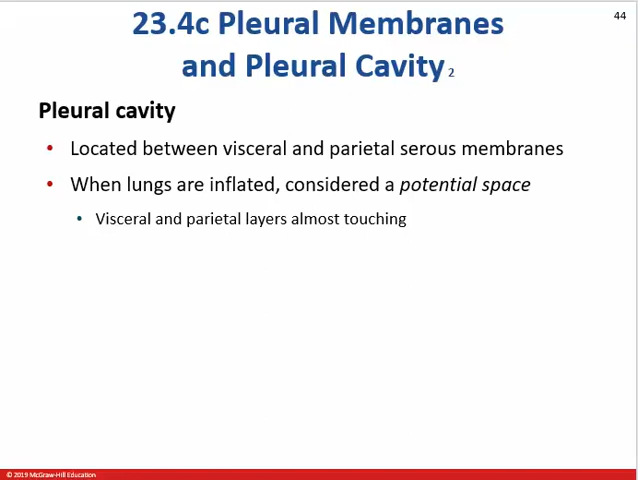 44
23.4c Pleural Membranes
and Pleural Cavity 2
Pleural cavity
• Located between visceral and parietal serous membranes
• When lungs are inflated, considered a potential space
• Visceral and parietal layers almost touching
© 2019 McGraw-Hill Education